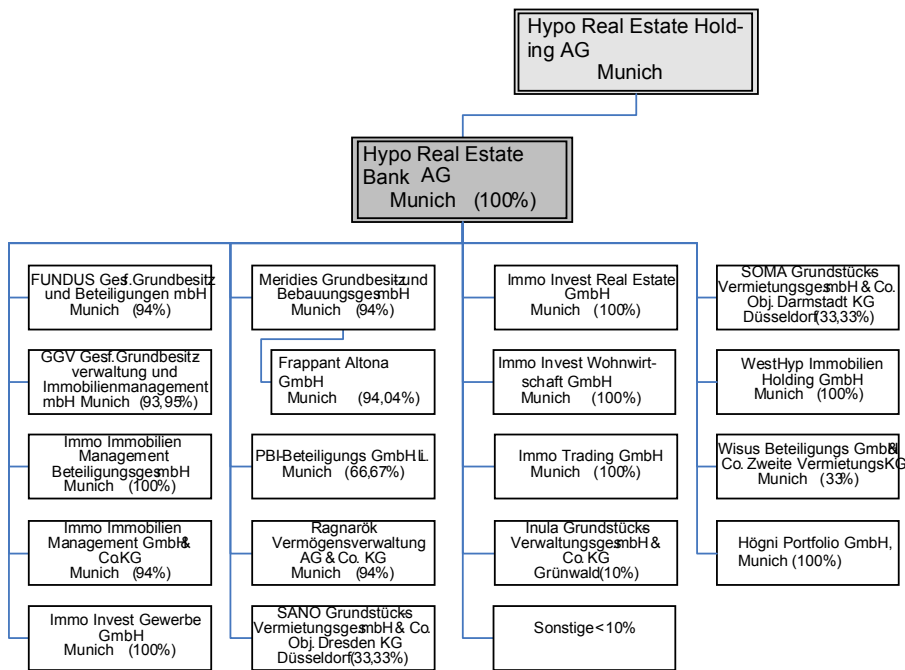 Hypo Real Estate Hold-
ing AG
Munich
Hypo Real Estate
Bank AG
Munich (100%)
FUNDUS Gesf.Grundbesitz
und Beteiligungen mbH
Munich (94%)
GGV Gesf.Grundbesitz
verwaltung und
Immobilienmanagement
mbH Munich (93,95%)
Immo Immobilien
Management
Beteiligungsges.mbH
Munich (100%)
Immo Immobilien
Management GmbH&
Co.KG
Munich (94%)
Immo Invest Gewerbe
GmbH
Munich (100%)
Meridies Grundbesitz-und
Bebauungsges.mbH
Munich (94%)
Frappant Altona
GmbH
Munich (94,04%)
PBI-Beteiligungs GmbH.i.L.
Munich (66,67%)
Ragnarök
Vermögensverwaltung
AG & Co. KG
Munich (94%)
SANO Grundstücks-
Vermietungsges.mbH & Co.
Obj. Dresden KG
Düsseldorf(33,33%)
Immo Invest Real Estate
GmbH
Munich (100%)
Immo Invest Wohnwirt-
schaft GmbH
Munich (100%)
Immo Trading GmbH
Munich (100%)
Inula Grundstücks-
Verwaltungsges.mbH &
Co. KG
Grünwald(10%)
Sonstige<10%
SOMA Grundstücks-
Vermietungsges.mbH & Co.
Obj. Darmstadt KG
Düsseldorf(33,33%)
WestHyp Immobilien
Holding GmbH
Munich (100%)
Wisus Beteiligungs GmbH&
Co. Zweite VermietungsKG
Munich (33%)
Högni Portfolio GmbH,
Munich (100%)